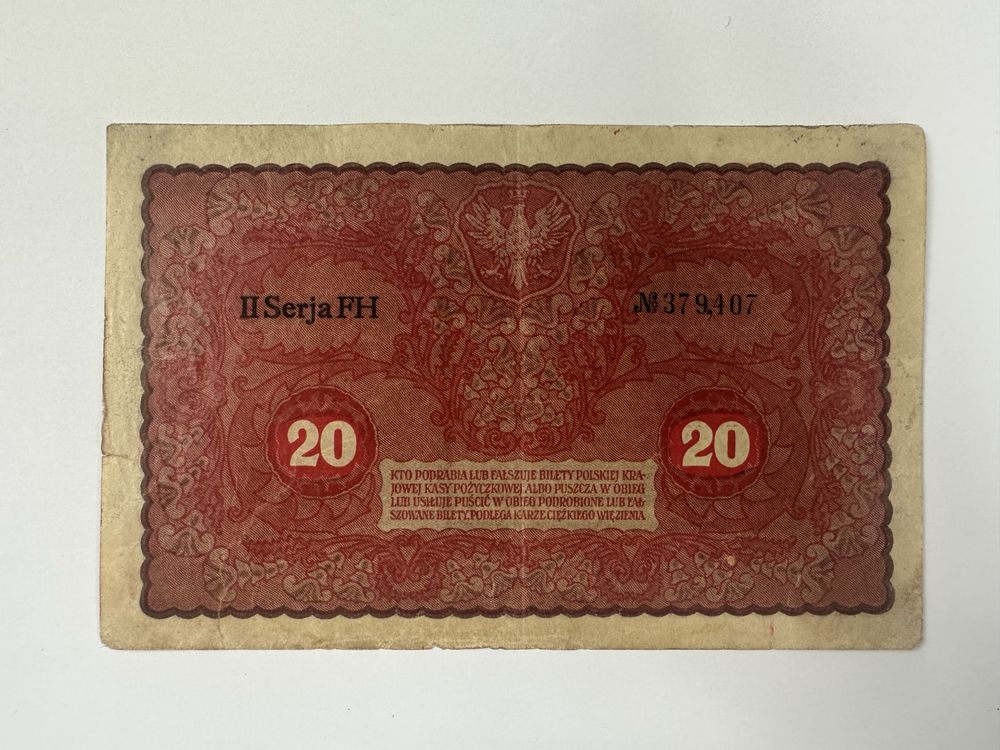 II Serja FH
№ 379,407
20
20
KTO PODRABIA LUB FAŁSZUJE BILETY POLSKIEJ KRA-
JOWEJ KASY POŻYCZKOWEJ ALBO PUSZCZA W OBIEG
LUB USIŁUJE PUŚCIĆ W OBIEG PODROBIONE LUB FAŁ-
SZOWANE BILETY, PODLEGA KARZE CIĘŻKIEGO WIĘZIENIA